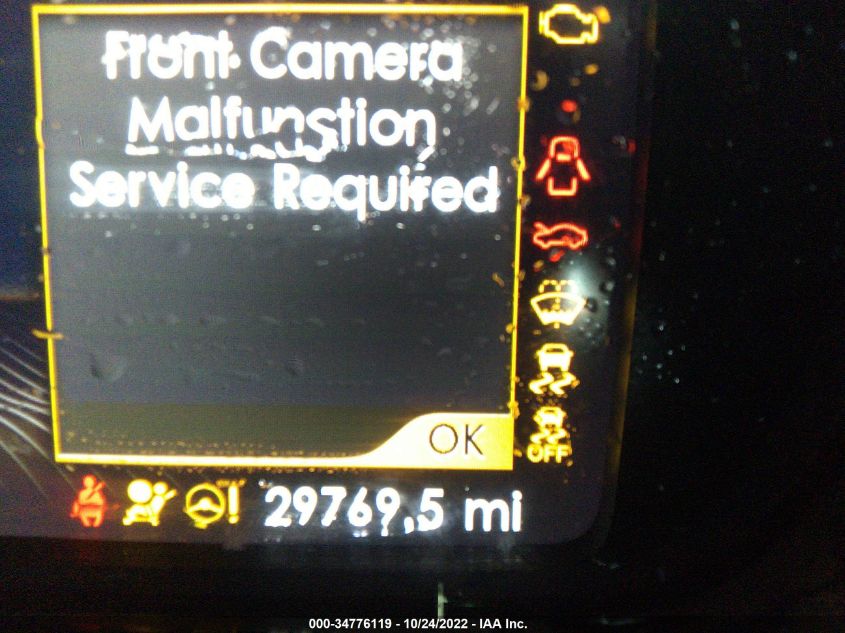 Front Camera
Malfunction
Service Required
OK
OFF
29769.5 mi
000-34776119 - 10/24/2022 - IAA Inc.